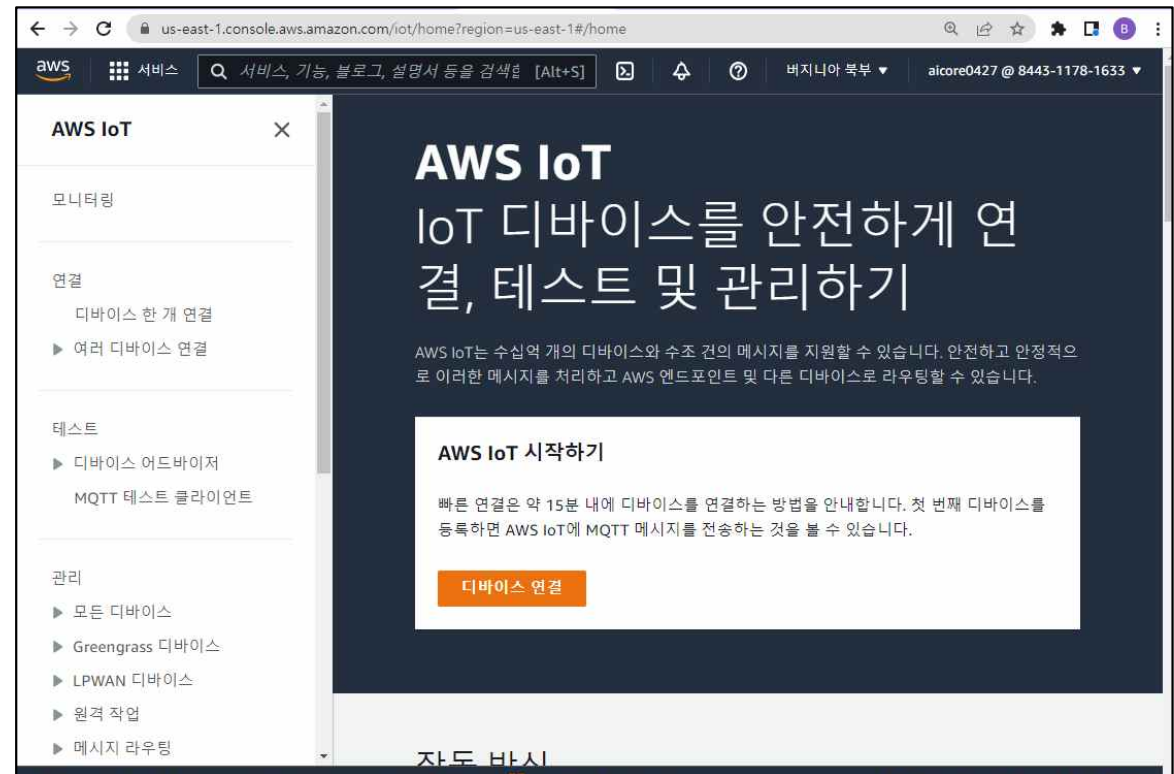 us-east-1.console.aws.amazon.com/iot/home?region=us-east-1#/home
B
aws 서비스 서비스, 기능, 블로그, 설명서 등을 검색 [Alt+S] 버지니아 북부 ▼ aicore0427 @ 8443-1178-1633 ▼
AWS IoT
모니터링
연결
디바이스 한 개 연결
▶ 여러 디바이스 연결
테스트
▶ 디바이스 어드바이저
MQTT 테스트 클라이언트
관리
▶ 모든 디바이스
▶ Greengrass 디바이스
▶ LPWAN 디바이스
▶ 원격 작업
▶ 메시지 라우팅
AWS IoT
IoT 디바이스를 안전하게 연
결, 테스트 및 관리하기
AWS IoT는 수십억 개의 디바이스와 수조 건의 메시지를 지원할 수 있습니다. 안전하고 안정적으
로 이러한 메시지를 처리하고 AWS 엔드포인트 및 다른 디바이스로 라우팅할 수 있습니다.
AWS IoT 시작하기
빠른 연결은 약 15분 내에 디바이스를 연결하는 방법을 안내합니다. 첫 번째 디바이스를
등록하면 AWS IoT에 MQTT 메시지를 전송하는 것을 볼 수 있습니다.
디바이스 연결
작동 방식